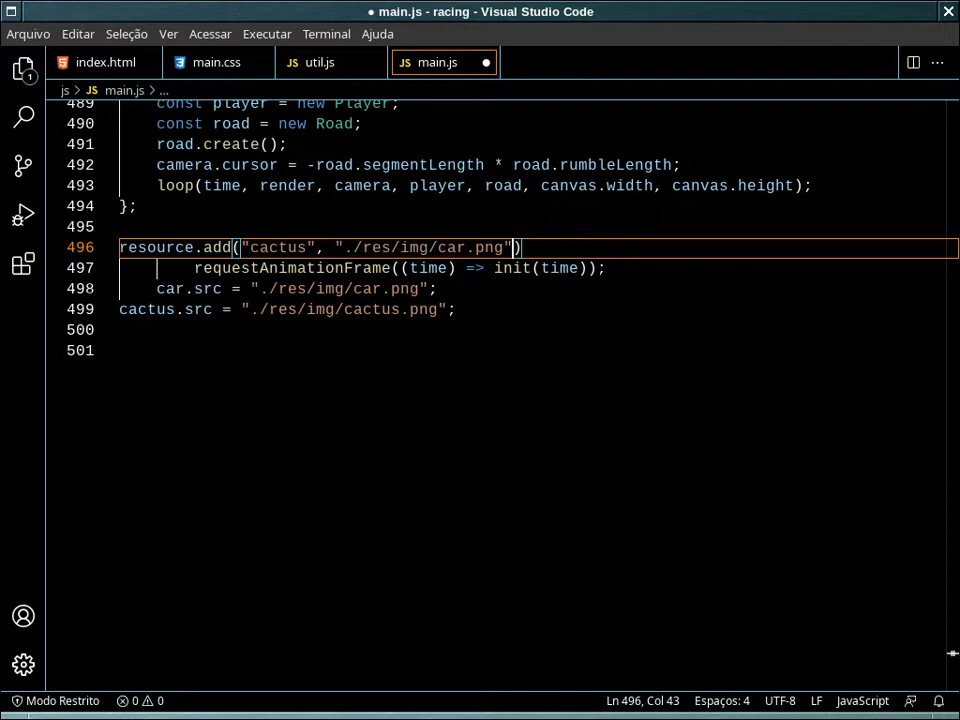 ● main.js - racing - Visual Studio Code
Arquivo Editar Seleção Ver Acessar Executar Terminal Ajuda
index.html main.css JS util.js JS main.js ●
js > JS main.js > ...
489 const player = new Player;
490 const road = new Road;
491 road.create();
492 camera.cursor = -road.segmentLength * road.rumbleLength;
493 loop(time, render, camera, player, road, canvas.width, canvas.height);
494 };
495
496 resource.add("cactus", "./res/img/car.png")
497 requestAnimationFrame((time) => init(time));
498 car.src = "./res/img/car.png";
499 cactus.src = "./res/img/cactus.png";
500
501
1
Modo Restrito 0 0 Ln 496, Col 43 Espaços: 4 UTF-8 LF JavaScript